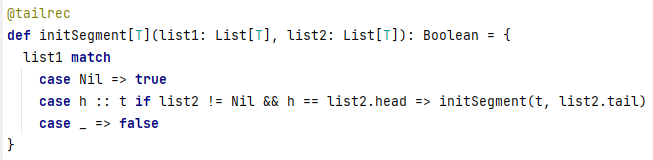 @tailrec
def initSegment[T](list1: List[T], list2: List[T]): Boolean = {
  list1 match
    case Nil => true
    case h :: t if list2 != Nil && h == list2.head => initSegment(t, list2.tail)
    case _ => false
}